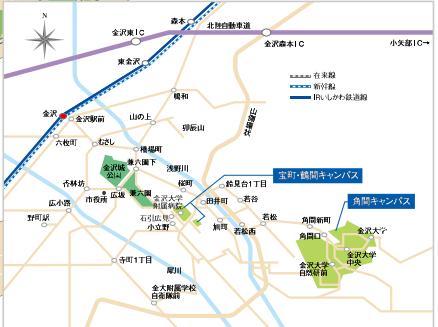 N
森本
北陸自動車道
金沢東IC
金沢森本IC
小矢部IC→
東金沢
在来線
新幹線
IRいしかわ鉄道線
鳴和
金沢
金沢駅前
山の上
卯辰山
山側環状
六枚町
むさし
橋場町
金沢城
公園
兼六園下
浅野川
宝町・鶴間キャンパス
香林坊
桜町
鈴見台1丁目
角間キャンパス
市役所
広坂
兼六園
金沢大学
附属病院
田井町
若谷
広小路
石引広見
若松
角間新町
野町駅
小立野
旭町
若松西
角間口
金沢大学
金沢大学
中央
寺町1丁目
犀川
金沢大学
自然研前
金大附属学校
自衛隊前